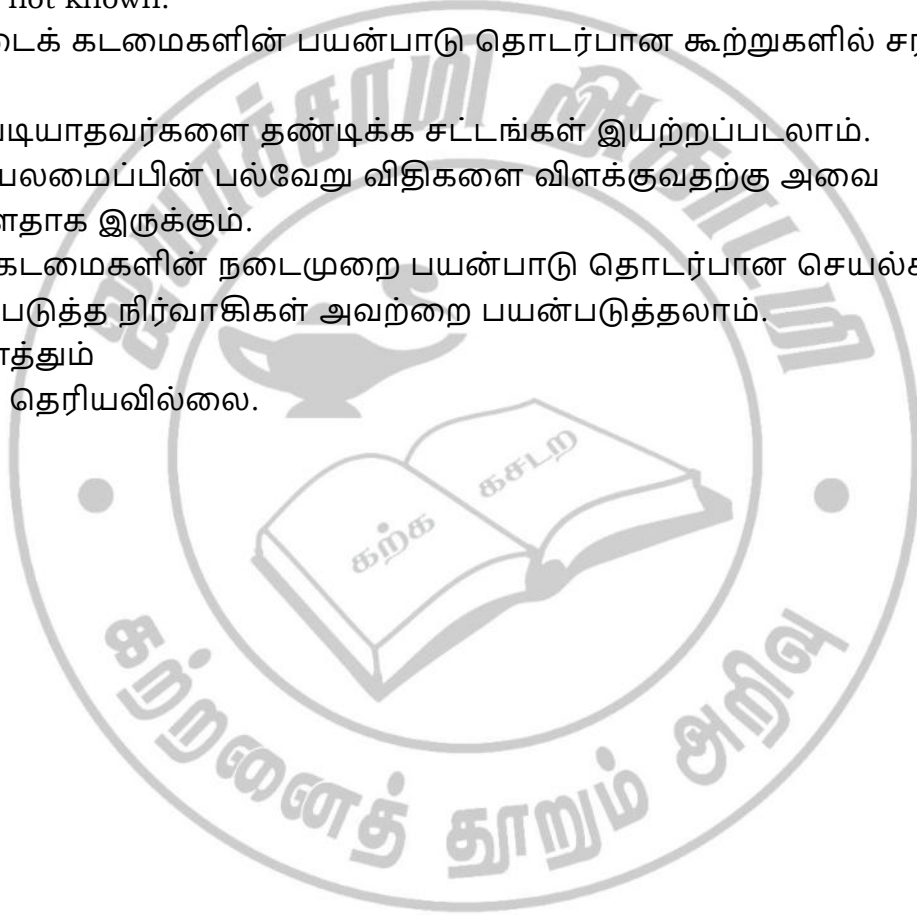 not known.
டைக் கடமைகளின் பயன்பாடு தொடர்பான கூற்றுகளில்
படியாதவர்களை தண்டிக்க சட்டங்கள் இயற்றப்படலாம்.
பலமைப்பின் பல்வேறு விதிகளை விளக்குவதற்கு அவை
ளதாக இருக்கும்.
கடமைகளின் நடைமுறை பயன்பாடு தொடர்பான
படுத்த நிர்வாகிகள் அவற்றை பயன்படுத்தலாம்.
த்தும்
தெரியவில்லை.
கற்க
கசடற
கற்றனைத் தூறும் அறிவு